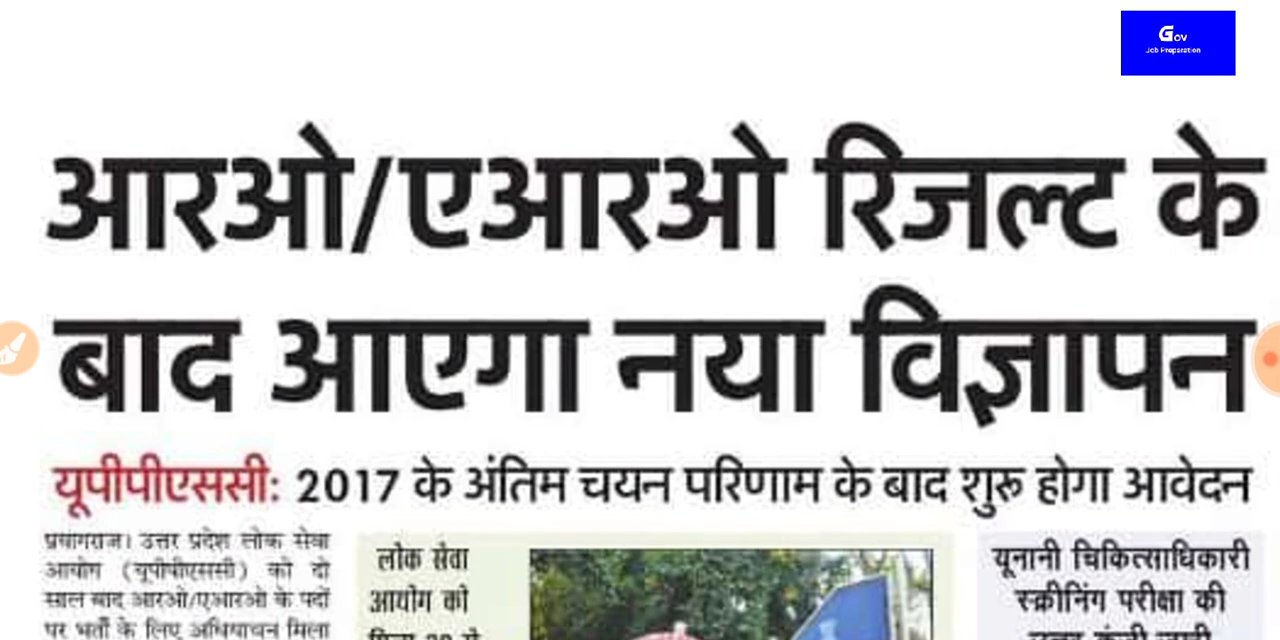 Gov
Job Preparation
आरओ/एआरओ रिजल्ट के
बाद आएगा नया विज्ञापन
यूपीपीएससी: 2017 के अंतिम चयन परिणाम के बाद शुरू होगा आवेदन
प्रयागराज। उत्तर प्रदेश लोक सेवा
आयोग (यूपीपीएससी) को दो
साल बाद आरओ/एआरओ के पदों
पर भर्ती के लिए अधियाचन मिला
लोक सेवा
आयोग को
यूनानी चिकित्साधिकारी
स्क्रीनिंग परीक्षा की